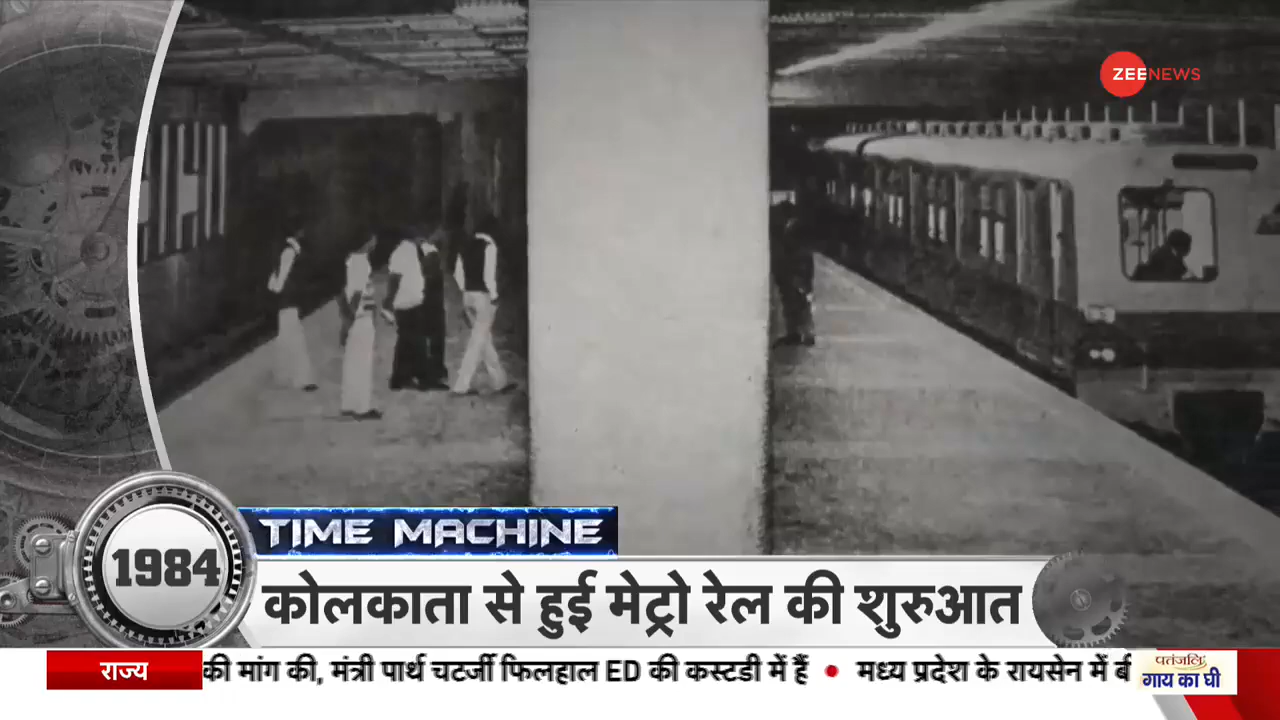 ZEENEWS
TIME MACHINE
1984
कोलकाता से हुई मेट्रो रेल की शुरुआत
राज्य
की मांग की, मंत्री पार्थ चटर्जी फिलहाल ED की कस्टडी में हैं • मध्य प्रदेश के रायसेन में
पतंजलि
गाय का घी